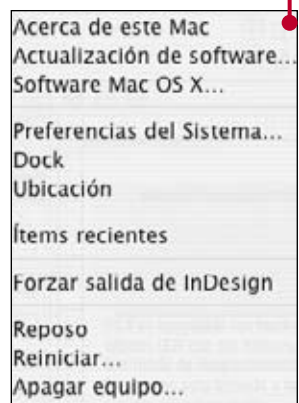 Acerca de este Mac
Actualización de software...
Software Mac OS X...
Preferencias del Sistema...
Dock
Ubicación
Ítems recientes
Forzar salida de InDesign
Reposo
Reiniciar...
Apagar equipo...